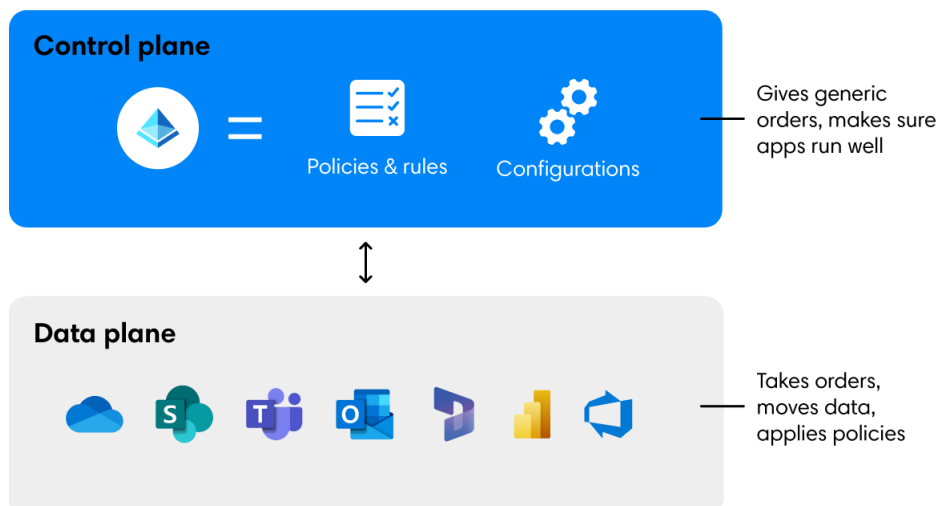 Control plane
=
Policies & rules
Configurations
Gives generic
orders, makes sure
apps run well
Data plane
S
T
O
Takes orders,
moves data,
applies policies